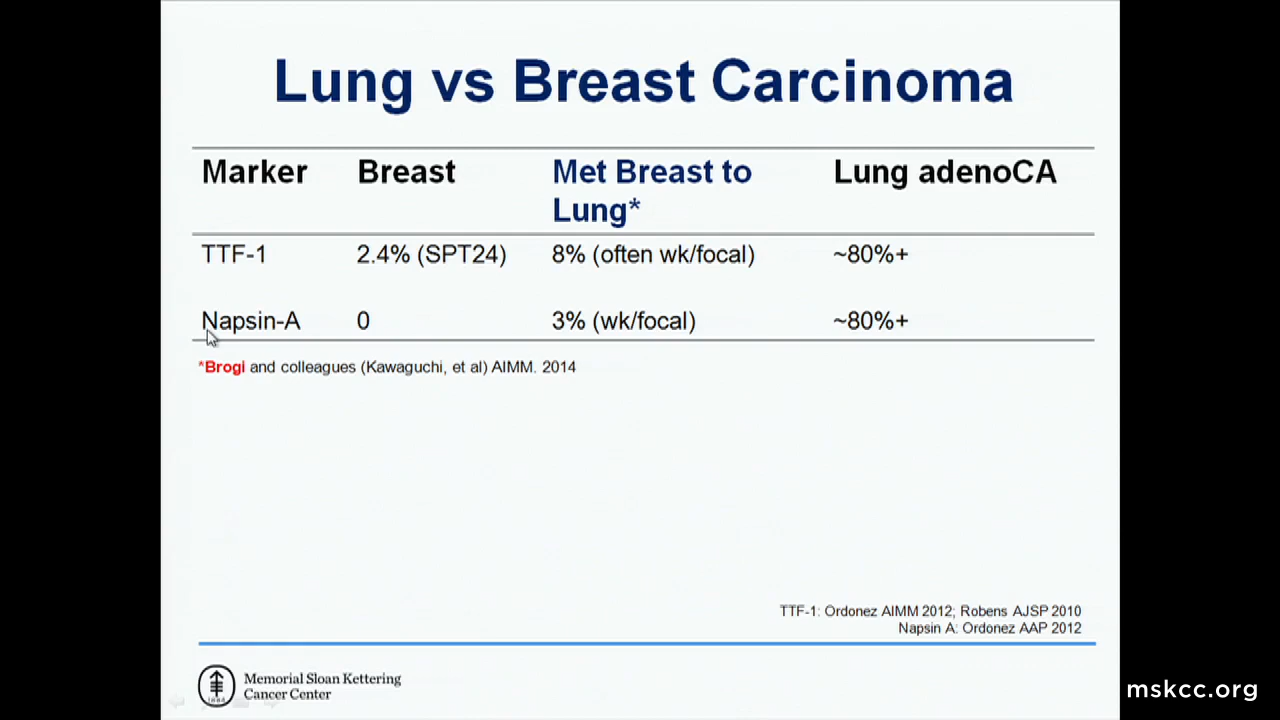 Lung vs Breast Carcinoma
Marker Breast Met Breast to Lung adenoCA
Lung*
TTF-1 2.4% (SPT24) 8% (often wk/focal) ~80%+
Napsin-A 0 3% (wk/focal) ~80%+
*Brogi and colleagues (Kawaguchi, et al) AIMM. 2014
TTF-1: Ordonez AIMM 2012; Robens AJSP 2010
Napsin A: Ordonez AAP 2012
Memorial Sloan Kettering
Cancer Center
mskcc.org